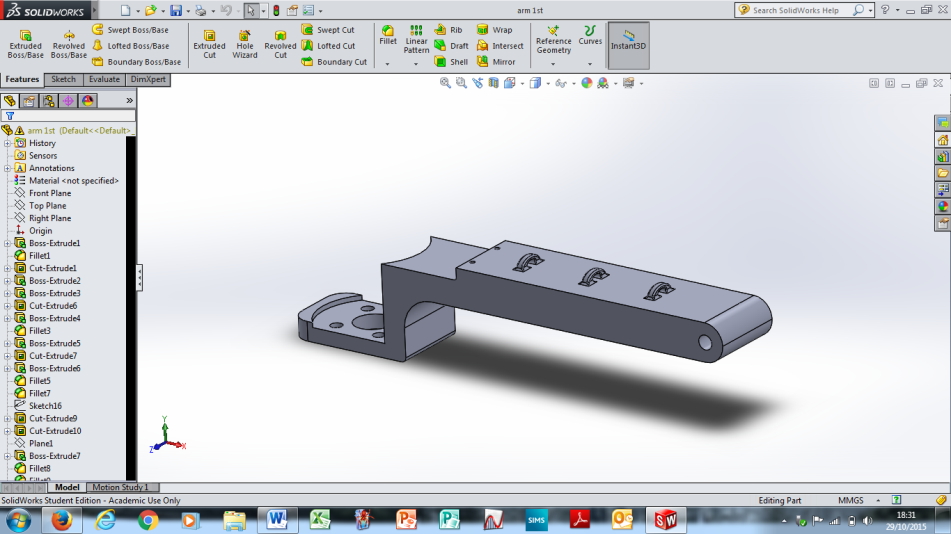 SOLIDWORKS
arm 1st
Search SolidWorks Help
Extruded Boss/Base
Revolved Boss/Base
Swept Boss/Base
Lofted Boss/Base
Boundary Boss/Base
Extruded Cut
Hole Wizard
Revolved Cut
Swept Cut
Lofted Cut
Boundary Cut
Fillet
Linear Pattern
Rib
Draft
Shell
Wrap
Intersect
Mirror
Reference Geometry
Curves
Instant3D
Features Sketch Evaluate DimXpert
arm 1st (Default<<Default>_
History
Sensors
Annotations
Material <not specified>
Front Plane
Top Plane
Right Plane
Origin
Boss-Extrude1
Fillet1
Cut-Extrude1
Boss-Extrude2
Boss-Extrude3
Cut-Extrude6
Boss-Extrude4
Fillet3
Boss-Extrude5
Cut-Extrude7
Boss-Extrude6
Fillet5
Fillet7
Sketch16
Cut-Extrude9
Cut-Extrude10
Plane1
Boss-Extrude7
Fillet8
Y
Z
X
Model Motion Study 1
SolidWorks Student Edition - Academic Use Only
Editing Part
MMGS
SIMS
18:31
29/10/2015